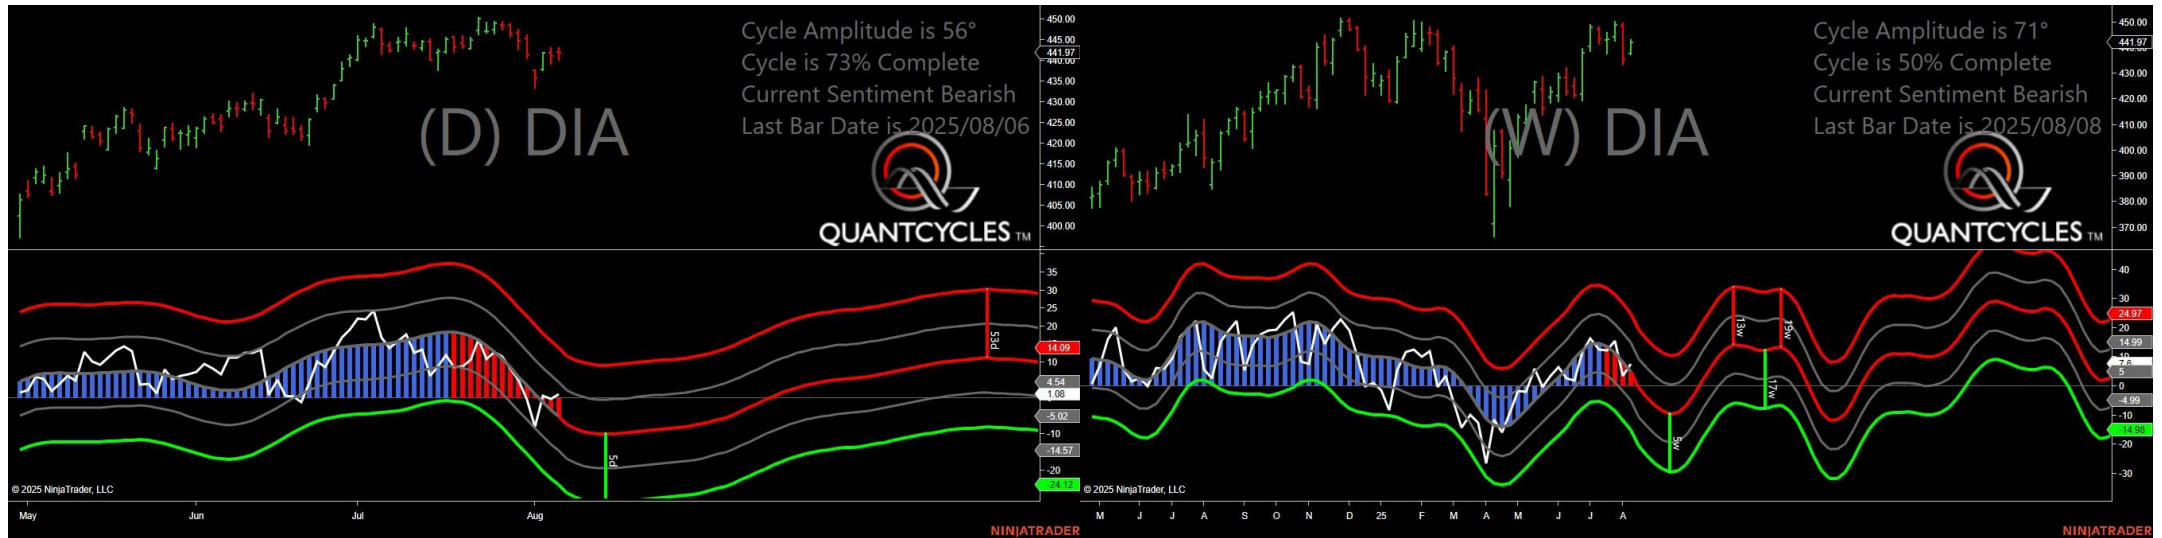 Cycle Amplitude is 56°
Cycle is 73% Complete
Current Sentiment Bearish
Last Bar Date is 2025/08/06
(D) DIA
QUANTCYCLES TM
450.00
445.00
441.97
440.00
435.00
430.00
425.00
420.00
415.00
410.00
405.00
400.00
35
30
25
20
14.09
10
4.54
1.08
-5.02
-10
-14.57
-20
-24.12
53d
5d
© 2025 NinjaTrader, LLC
May Jun Jul Aug
NINJATRADER
Cycle Amplitude is 71°
Cycle is 50% Complete
Current Sentiment Bearish
Last Bar Date is 2025/08/08
(W) DIA
QUANTCYCLES TM
450.00
441.97
430.00
420.00
410.00
400.00
390.00
380.00
370.00
40
30
24.97
20
14.99
5
0
-4.99
-10
-14.98
-20
-30
13w
19w
17w
5w
© 2025 NinjaTrader, LLC
M J J A S O N D 25 F M A M J J A
NINJATRADER